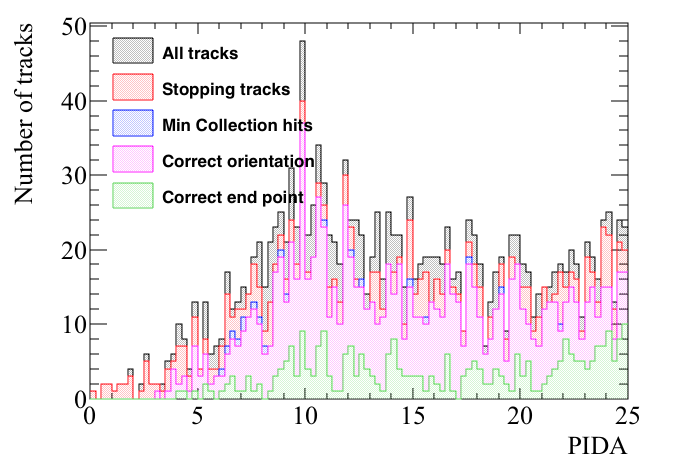 Number of tracks
50
40
30
20
10
0
All tracks
Stopping tracks
Min Collection hits
Correct orientation
Correct end point
0 5 10 15 20 25
PIDA